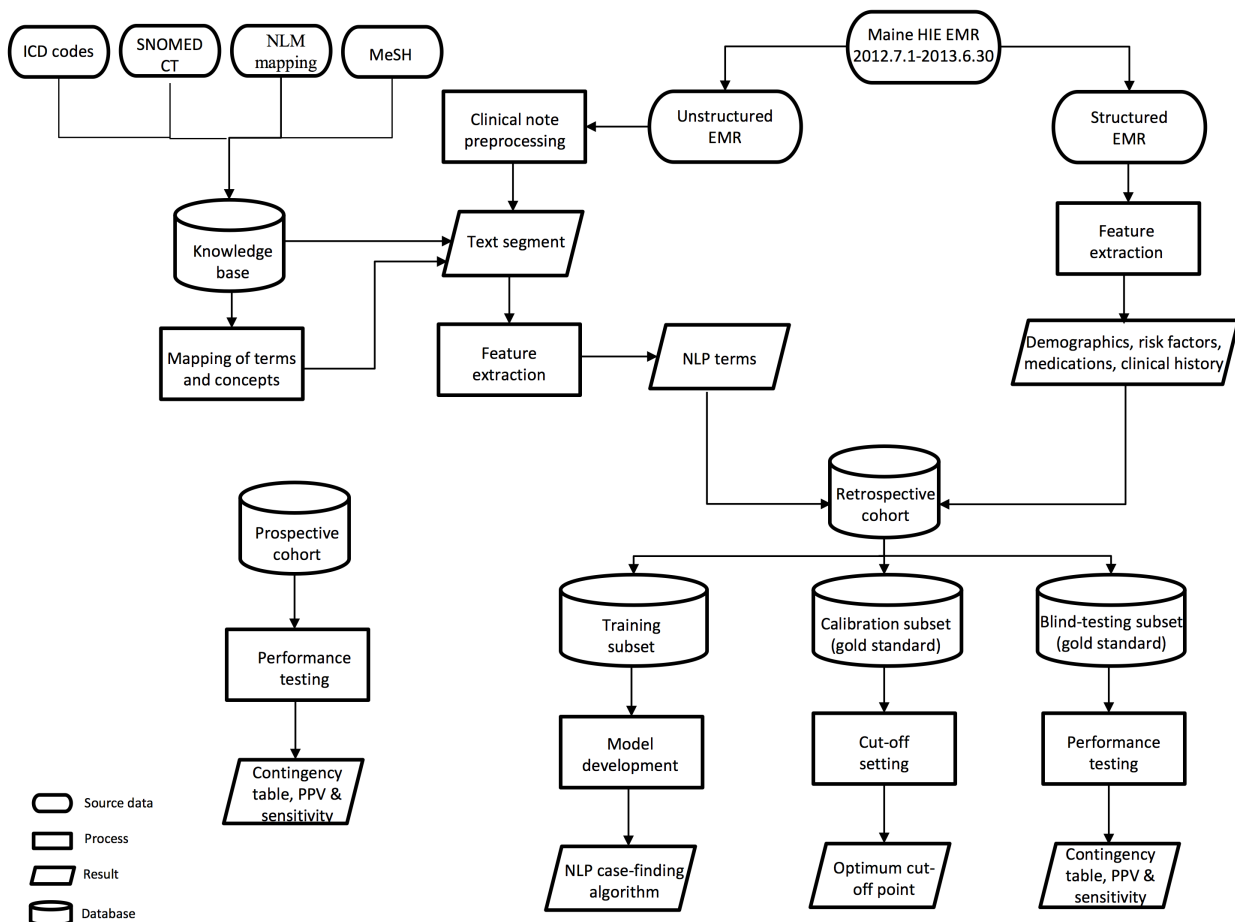 ICD codes
SNOMED
CT
NLM
mapping
MeSH
Maine HIE EMR
2012.7.1-2013.6.30
Clinical note
preprocessing
Unstructured
EMR
Structured
EMR
Knowledge
base
Text segment
Feature
extraction
Mapping of terms
and concepts
Feature
extraction
NLP terms
Demographics, risk factors,
medications, clinical history
Retrospective
cohort
Prospective
cohort
Training
subset
Calibration subset
(gold standard)
Blind-testing subset
(gold standard)
Performance
testing
Model
development
Cut-off
setting
Performance
testing
Contingency
table, PPV &
sensitivity
NLP case-finding
algorithm
Optimum cut-
off point
Contingency
table, PPV &
sensitivity
Source data
Process
Result
Database